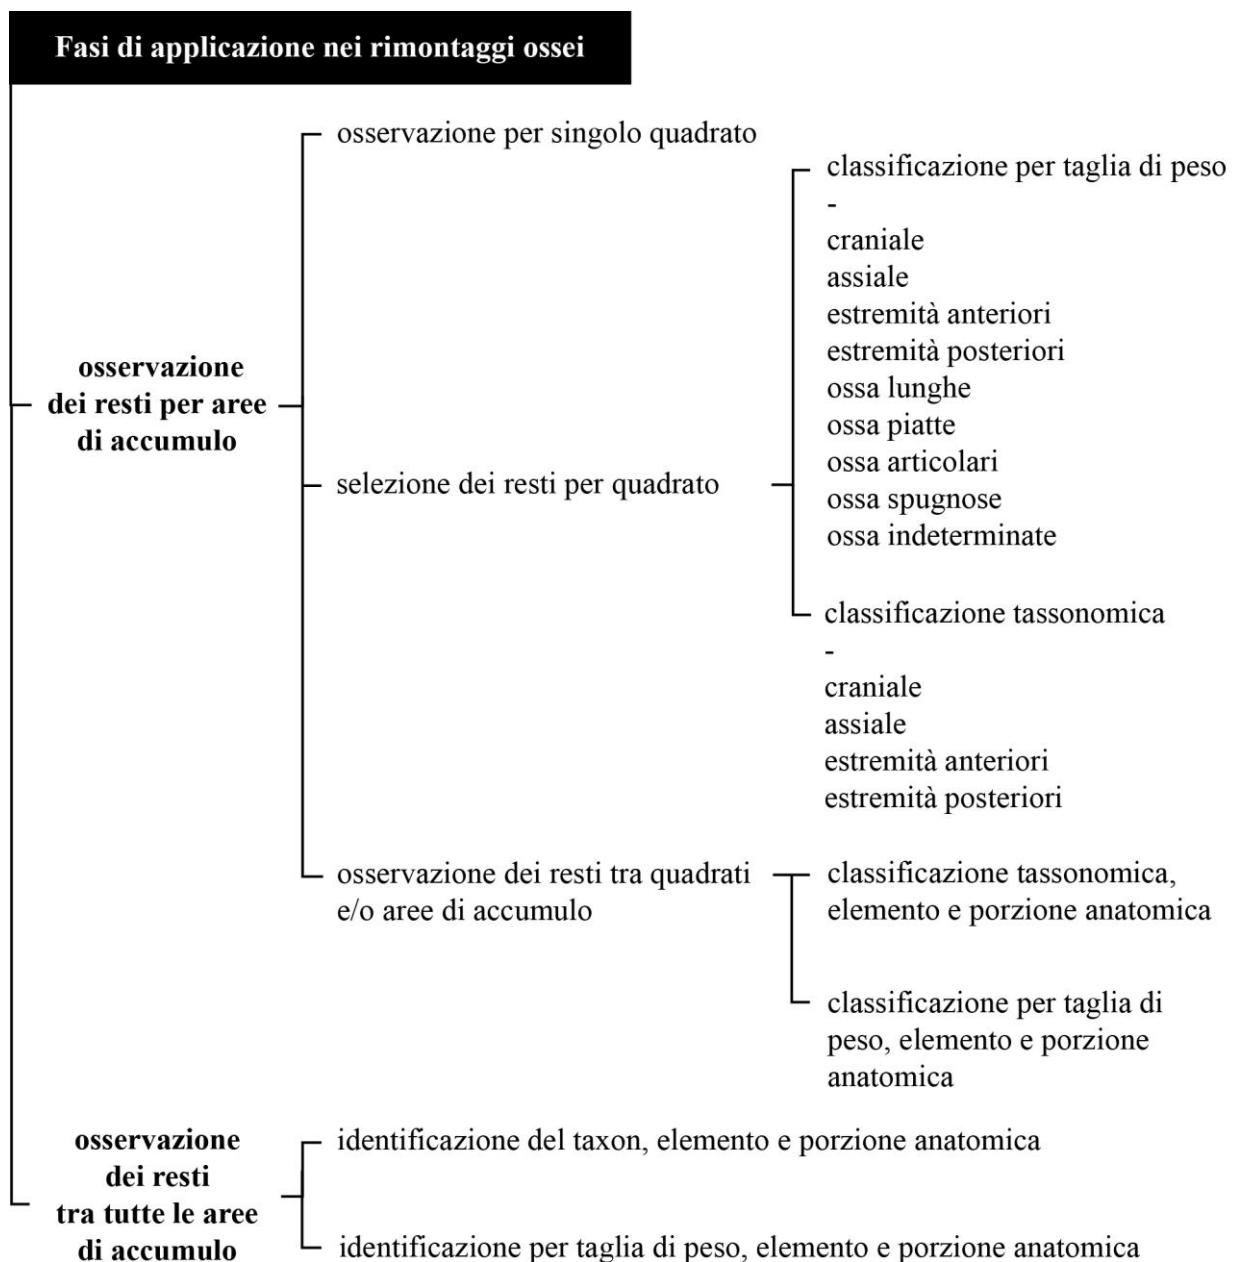 Fasi di applicazione nei rimontaggi ossei
osservazione
dei resti per aree
di accumulo
osservazione per singolo quadrato
selezione dei resti per quadrato
classificazione per taglia di peso
-
craniale
assiale
estremità anteriori
estremità posteriori
ossa lunghe
ossa piatte
ossa articolari
ossa spugnose
ossa indeterminate
classificazione tassonomica
-
craniale
assiale
estremità anteriori
estremità posteriori
osservazione dei resti tra quadrati
e/o aree di accumulo
classificazione tassonomica,
elemento e porzione anatomica
classificazione per taglia di
peso, elemento e porzione
anatomica
osservazione
dei resti
tra tutte le aree
di accumulo
identificazione del taxon, elemento e porzione anatomica
identificazione per taglia di peso, elemento e porzione anatomica